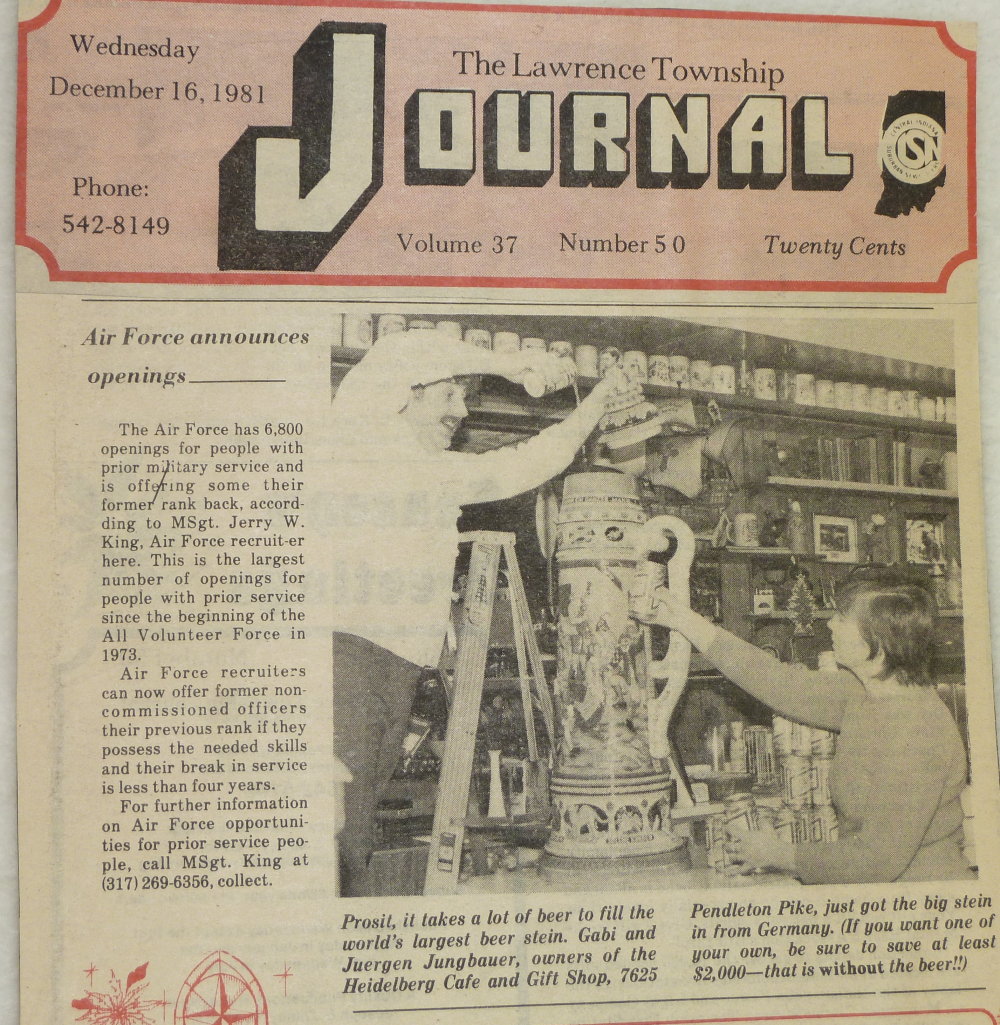 Wednesday
December 16, 1981
Phone:
542-8149
The Lawrence Township
JOURNAL
CENTRAL INDIANA
SUBURBAN
ISN
Volume 37 Number 50 Twenty Cents
Air Force announces
openings
The Air Force has 6,800
openings for people with
prior military service and
is offering some their
former rank back, accord-
ding to MSgt. Jerry W.
King, Air Force recruit-er
here. This is the largest
number of openings for
people with prior service
since the beginning of the
All Volunteer Force in
1973.
Air Force recruiters
can now offer former non-
commissioned officers
their previous rank if they
possess the needed skills
and their break in service
is less than four years.
For further information
on Air Force opportuni-
ties for prior service peo-
ple, call MSgt. King at
(317) 269-6356, collect.
Prosit, it takes a lot of beer to fill the
world's largest beer stein. Gabi and
Juergen Jungbauer, owners of the
Heidelberg Cafe and Gift Shop, 7625
Pendleton Pike, just got the big stein
in from Germany. (If you want one of
your own, be sure to save at least
$2,000—that is without the beer!!)